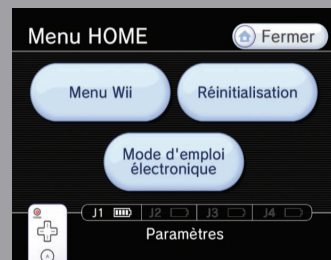 Menu HOME
Fermer
Menu Wii
Réinitialisation
Mode d'emploi
électronique
J1 J2 J3 J4
Paramètres